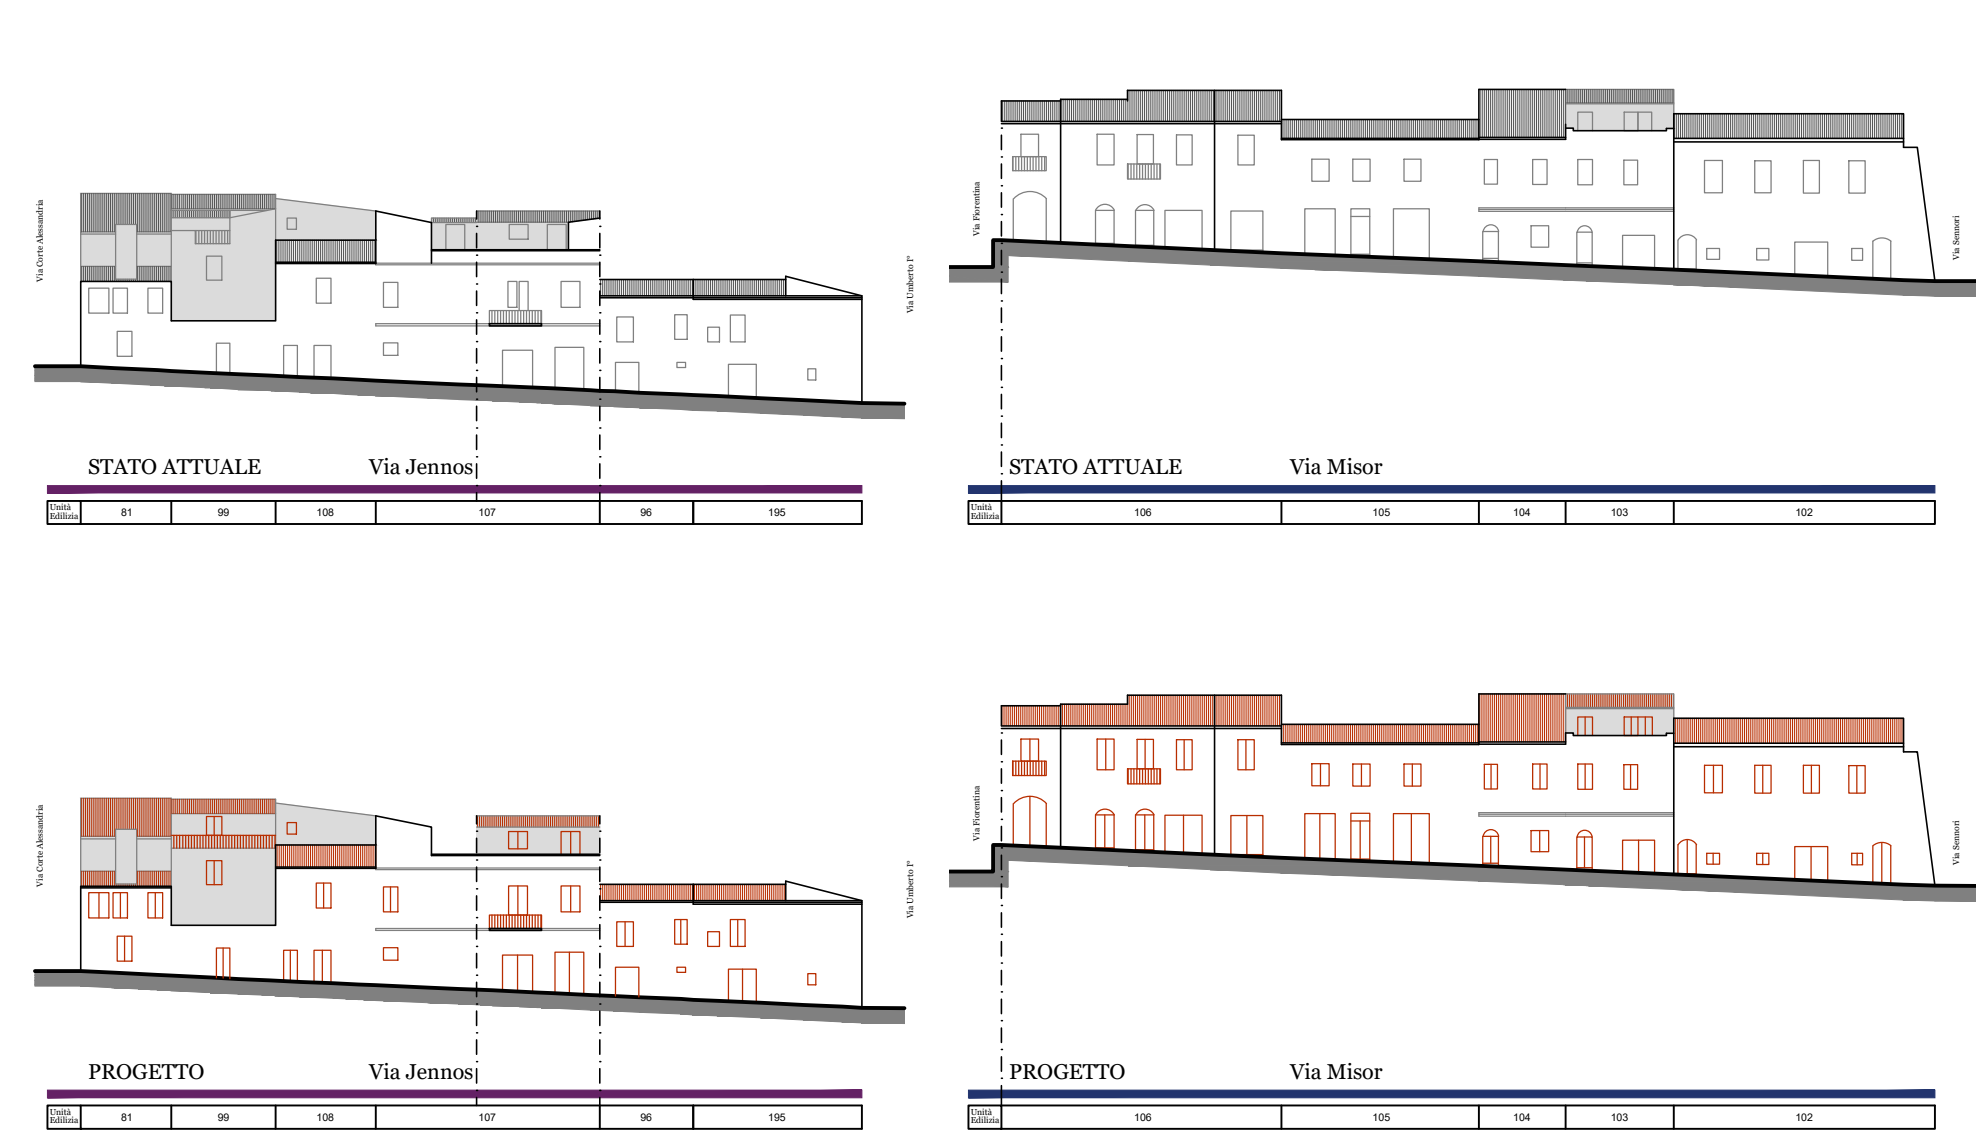 Via Corte Alessandria
Via Umberto I°
STATO ATTUALE Via Jennos
Unità
Edilizia
81 99 108 107 96 195
Via Fiorentina
Via Sennori
STATO ATTUALE Via Misor
Unità
Edilizia
106 105 104 103 102
Via Corte Alessandria
Via Umberto I°
PROGETTO Via Jennos
Unità
Edilizia
81 99 108 107 96 195
Via Fiorentina
Via Sennori
PROGETTO Via Misor
Unità
Edilizia
106 105 104 103 102